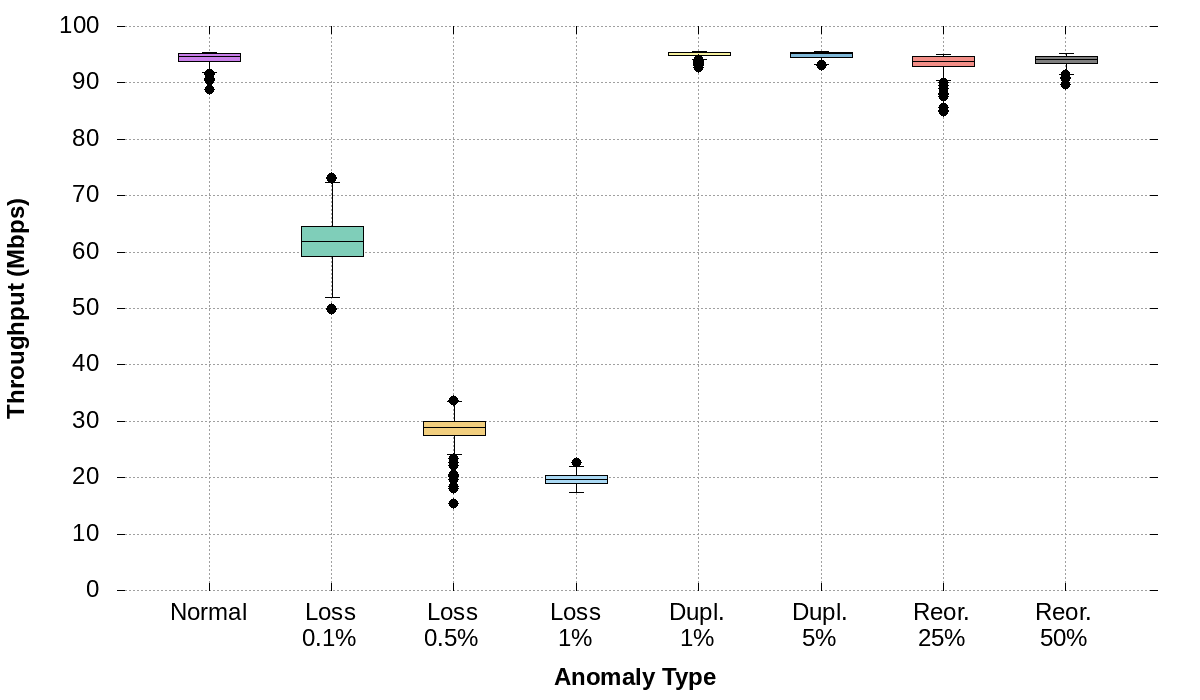 100
90
80
70
60
50
40
30
20
10
0
Throughput (Mbps)
Normal Loss Loss Loss Dupl. Dupl. Reor. Reor.
0.1% 0.5% 1% 1% 5% 25% 50%
Anomaly Type